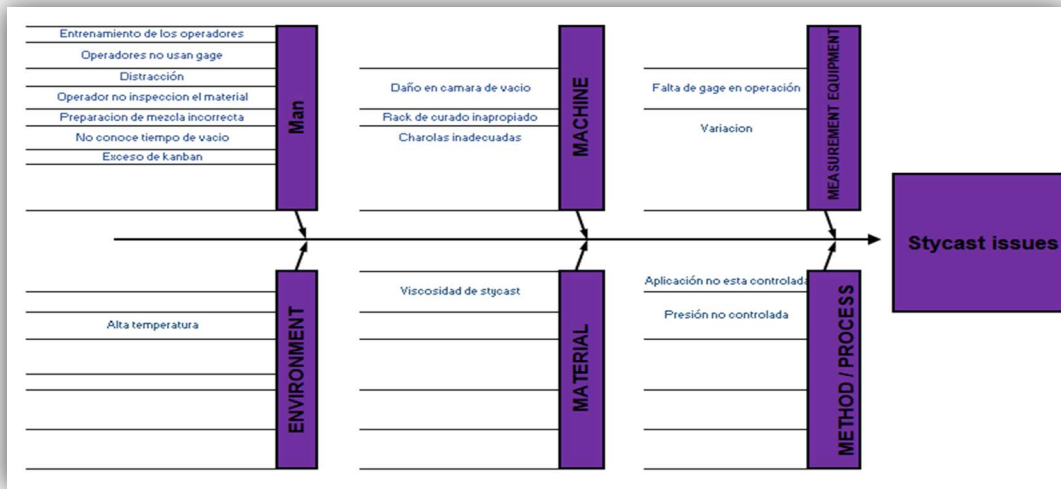 Entrenamiento de los operadores
Operadores no usan gage
Distracción
Operador no inspeccion el material
Preparacion de mezcla incorrecta
No conoce tiempo de vacio
Exceso de kanban
Man
Daño en camara de vacio
Rack de curado inapropiado
Charolas inadecuadas
MACHINE
Falta de gage en operación
Variacion
MEASUREMENT EQUIPMENT
Stycast issues
Alta temperatura
ENVIRONMENT
Viscosidad de stycast
MATERIAL
Aplicación no esta controlada
Presión no controlada
METHOD / PROCESS